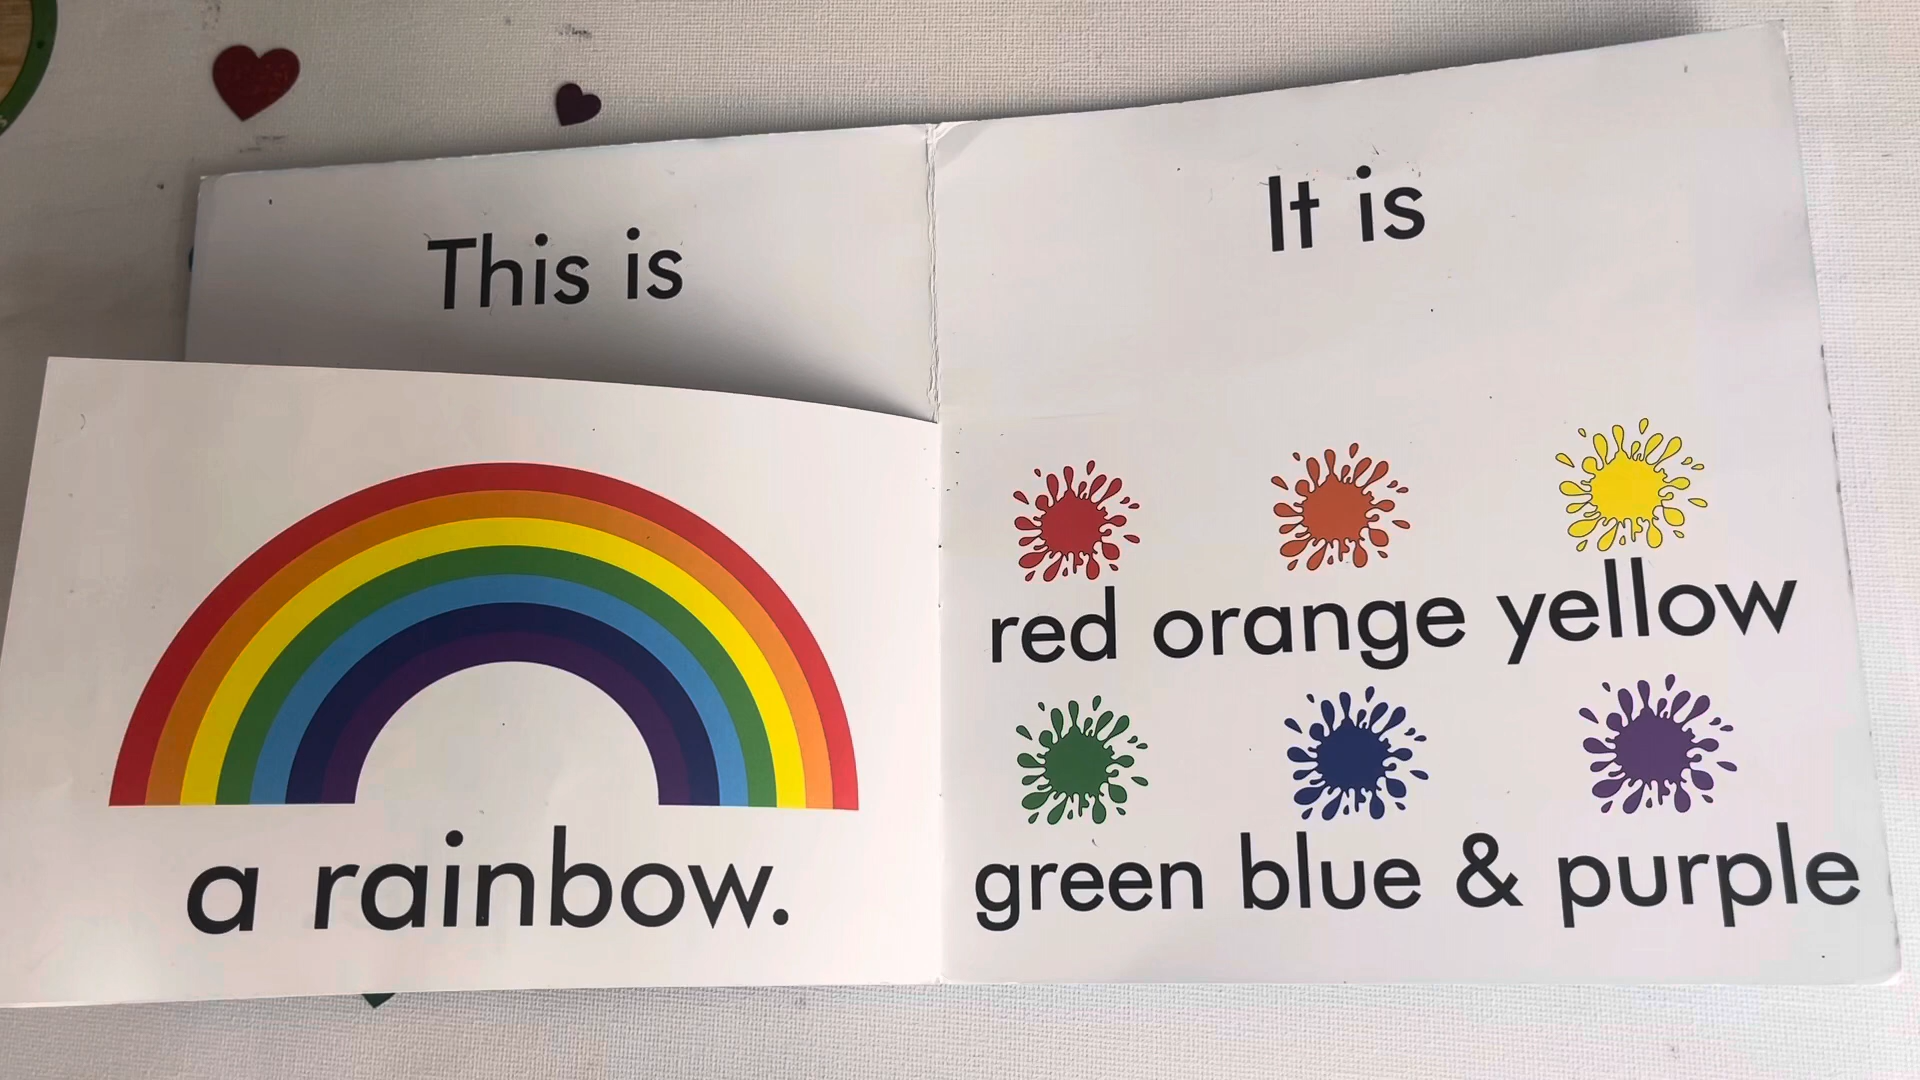 This is
a rainbow.
It is
red orange yellow
green blue & purple